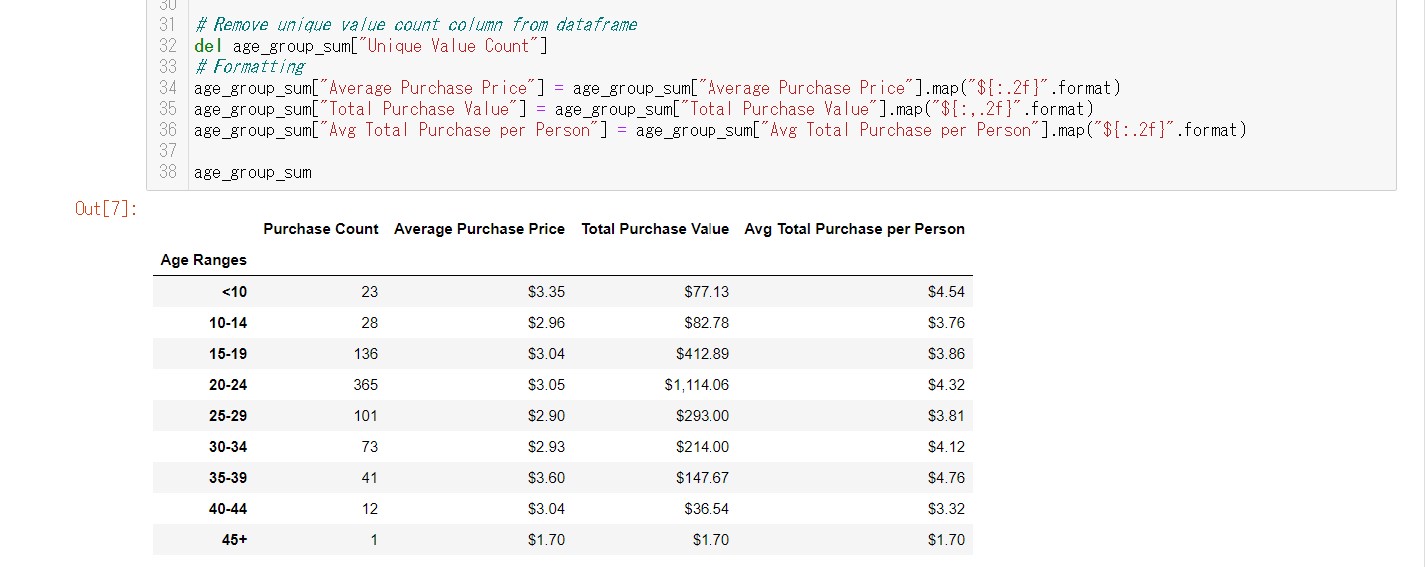 30
31 # Remove unique value count column from dataframe
32 del age_group_sum["Unique Value Count"]
33 # Formatting
34 age_group_sum["Average Purchase Price"] = age_group_sum["Average Purchase Price"].map("${:.2f}".format)
35 age_group_sum["Total Purchase Value"] = age_group_sum["Total Purchase Value"].map("${:,.2f}".format)
36 age_group_sum["Avg Total Purchase per Person"] = age_group_sum["Avg Total Purchase per Person"].map("${:.2f}".format)
37
38 age_group_sum
Out[7]:
Purchase Count Average Purchase Price Total Purchase Value Avg Total Purchase per Person
Age Ranges
<10 23 $3.35 $77.13 $4.54
10-14 28 $2.96 $82.78 $3.76
15-19 136 $3.04 $412.89 $3.86
20-24 365 $3.05 $1,114.06 $4.32
25-29 101 $2.90 $293.00 $3.81
30-34 73 $2.93 $214.00 $4.12
35-39 41 $3.60 $147.67 $4.76
40-44 12 $3.04 $36.54 $3.32
45+ 1 $1.70 $1.70 $1.70